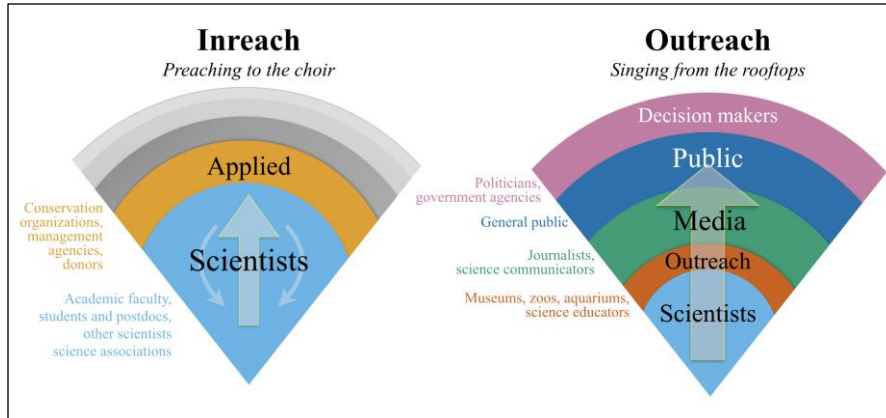 Inreach
Preaching to the choir
Applied
Scientists
Conservation
organizations,
management
agencies,
donors
Academic faculty,
students and postdocs,
other scientists
science associations
Outreach
Singing from the rooftops
Decision makers
Public
Media
Outreach
Scientists
Politicians,
government agencies
General public
Journalists,
science communicators
Museums, zoos, aquariums,
science educators